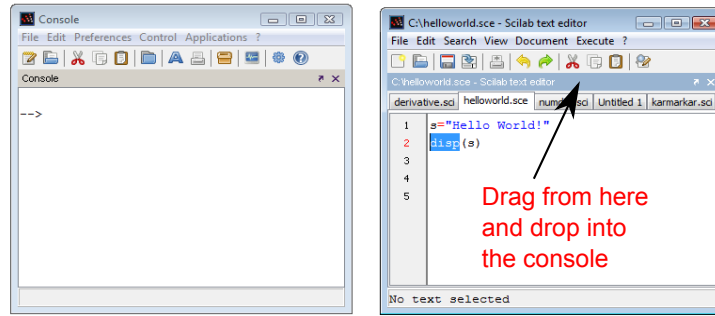 Console
File Edit Preferences Control Applications ?
Console
-->
C:\helloworld.sce - Scilab text editor
File Edit Search View Document Execute ?
C:\helloworld.sce - Scilab text editor
derivative.sci helloworld.sce Untitled 1 karmarkar.sci
1 s="Hello World!"
2 disp(s)
3
4
5
Drag from here
and drop into
the console
No text selected